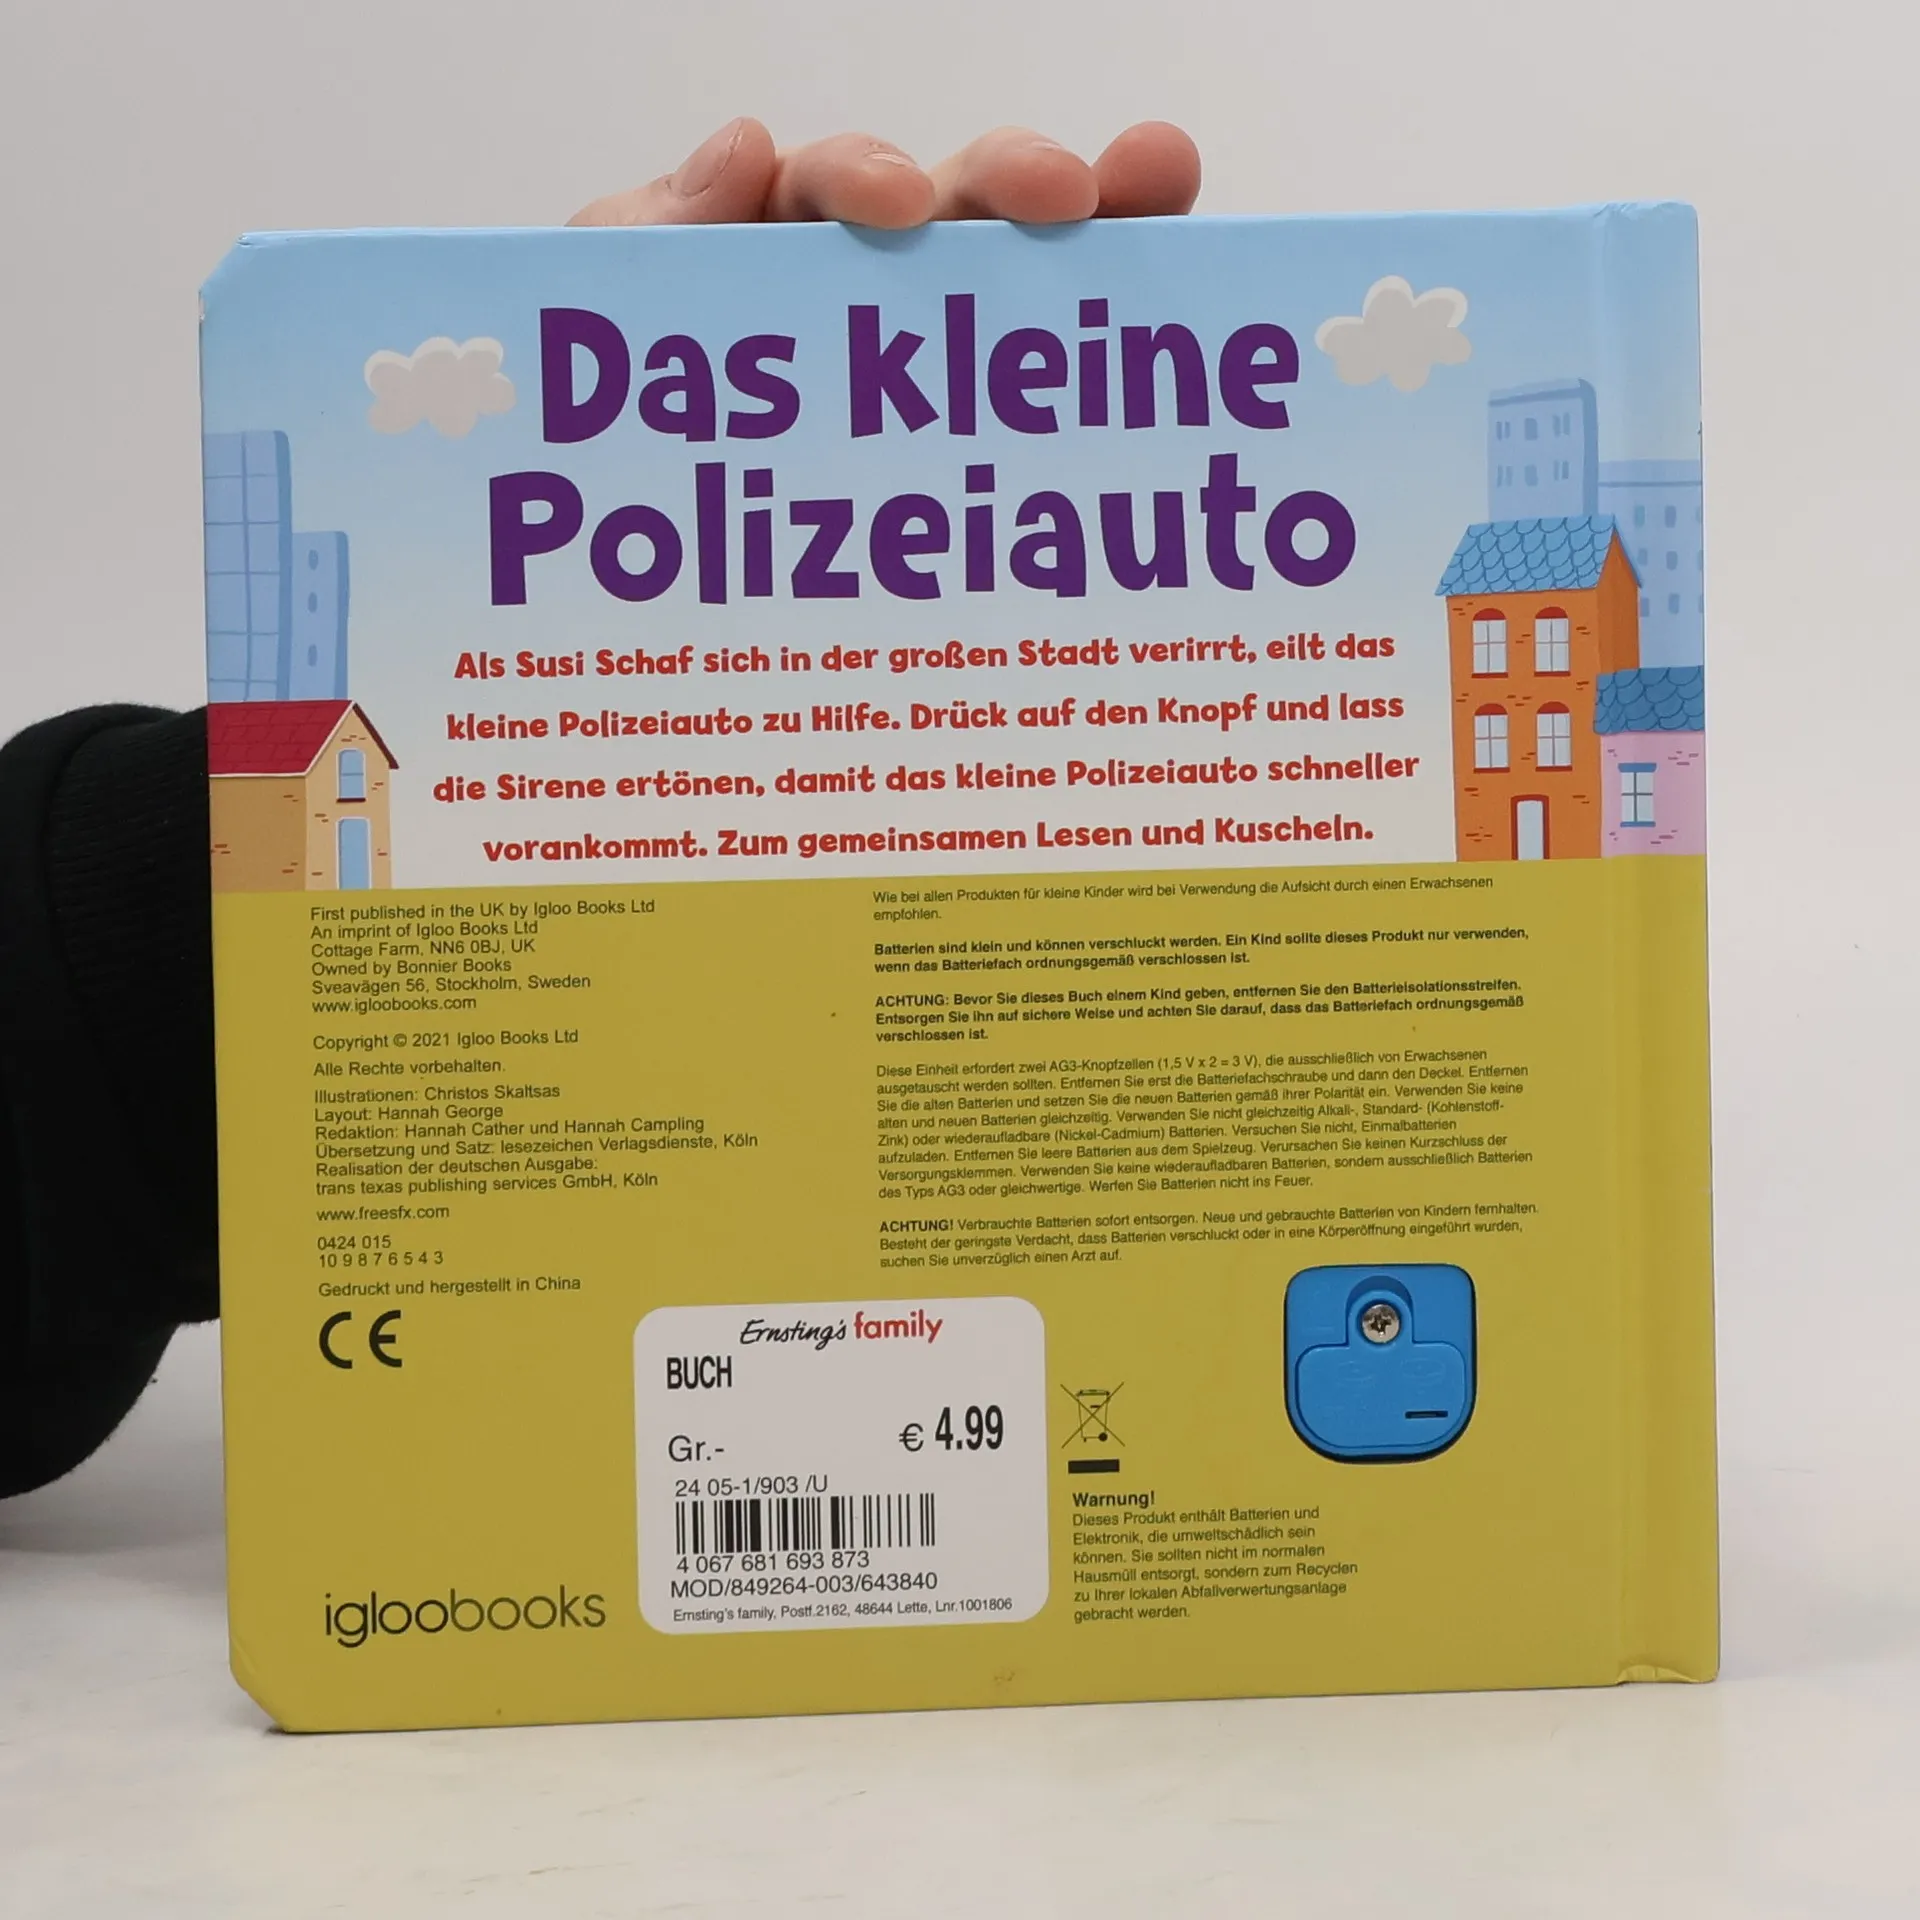 Das kleine
Polizeiauto
Als Susi Schaf sich in der großen Stadt verirrt, eilt das
kleine Polizeiauto zu Hilfe. Drück auf den Knopf und lass
die Sirene ertönen, damit das kleine Polizeiauto schneller
vorankommt. Zum gemeinsamen Lesen und Kuscheln.
First published in the UK by Igloo Books Ltd
An imprint of Igloo Books Ltd
Cottage Farm, NN6 0BJ, UK
Owned by Bonnier Books
Sveavägen 56, Stockholm, Sweden
www.igloobooks.com
Copyright © 2021 Igloo Books Ltd
Alle Rechte vorbehalten.
Illustrationen: Christos Skaltsas
Layout: Hannah George
Redaktion: Hannah Cather und Hannah Campling
Übersetzung und Satz: lesezeichen Verlagsdienste, Köln
Realisation der deutschen Ausgabe:
trans texas publishing services GmbH, Köln
www.freesfx.com
0424 015
10 9 8 7 6 5 4 3
Gedruckt und hergestellt in China
CE
igloobooks
Wie bei allen Produkten für kleine Kinder wird bei Verwendung die Aufsicht durch einen Erwachsenen
empfohlen.
Batterien sind klein und können verschluckt werden. Ein Kind sollte dieses Produkt nur verwenden,
wenn das Batteriefach ordnungsgemäß verschlossen ist.
ACHTUNG: Bevor Sie dieses Buch einem Kind geben, entfernen Sie den Batterieisolationsstreifen.
Entsorgen Sie ihn auf sichere Weise und achten Sie darauf, dass das Batteriefach ordnungsgemäß
verschlossen ist.
Diese Einheit erfordert zwei AG3-Knopfzellen (1,5 V x 2 = 3 V), die ausschließlich von Erwachsenen
ausgetauscht werden sollten. Entfernen Sie erst die Batteriefachschraube und dann den Deckel. Entfernen
Sie die alten Batterien und setzen Sie die neuen Batterien gemäß ihrer Polarität ein. Verwenden Sie keine
alten und neuen Batterien gleichzeitig. Verwenden Sie nicht gleichzeitig Alkali-, Standard- (Kohlenstoff-
Zink) oder wiederaufladbare (Nickel-Cadmium) Batterien. Versuchen Sie nicht, Einmalbatterien
aufzuladen. Entfernen Sie leere Batterien aus dem Spielzeug. Verursachen Sie keinen Kurzschluss der
Versorgungsklemmen. Verwenden Sie keine wiederaufladbaren Batterien, sondern ausschließlich Batterien
des Typs AG3 oder gleichwertige. Werfen Sie Batterien nicht ins Feuer.
ACHTUNG! Verbrauchte Batterien sofort entsorgen. Neue und gebrauchte Batterien von Kindern fernhalten.
Besteht der geringste Verdacht, dass Batterien verschluckt oder in eine Körperöffnung eingeführt wurden,
suchen Sie unverzüglich einen Arzt auf.
Ernsting's family
BUCH
€ 4.99
Gr.-
24 05-1/903 /U
4 067 681 693 873
MOD/849264-003/643840
Ernsting's family, Postf.2162, 48644 Lette, Lnr.1001806
Warnung!
Dieses Produkt enthält Batterien und
Elektronik, die umweltschädlich sein
können. Sie sollten nicht im normalen
Hausmüll entsorgt, sondern zum Recyclen
zu Ihrer lokalen Abfallverwertungsanlage
gebracht werden.